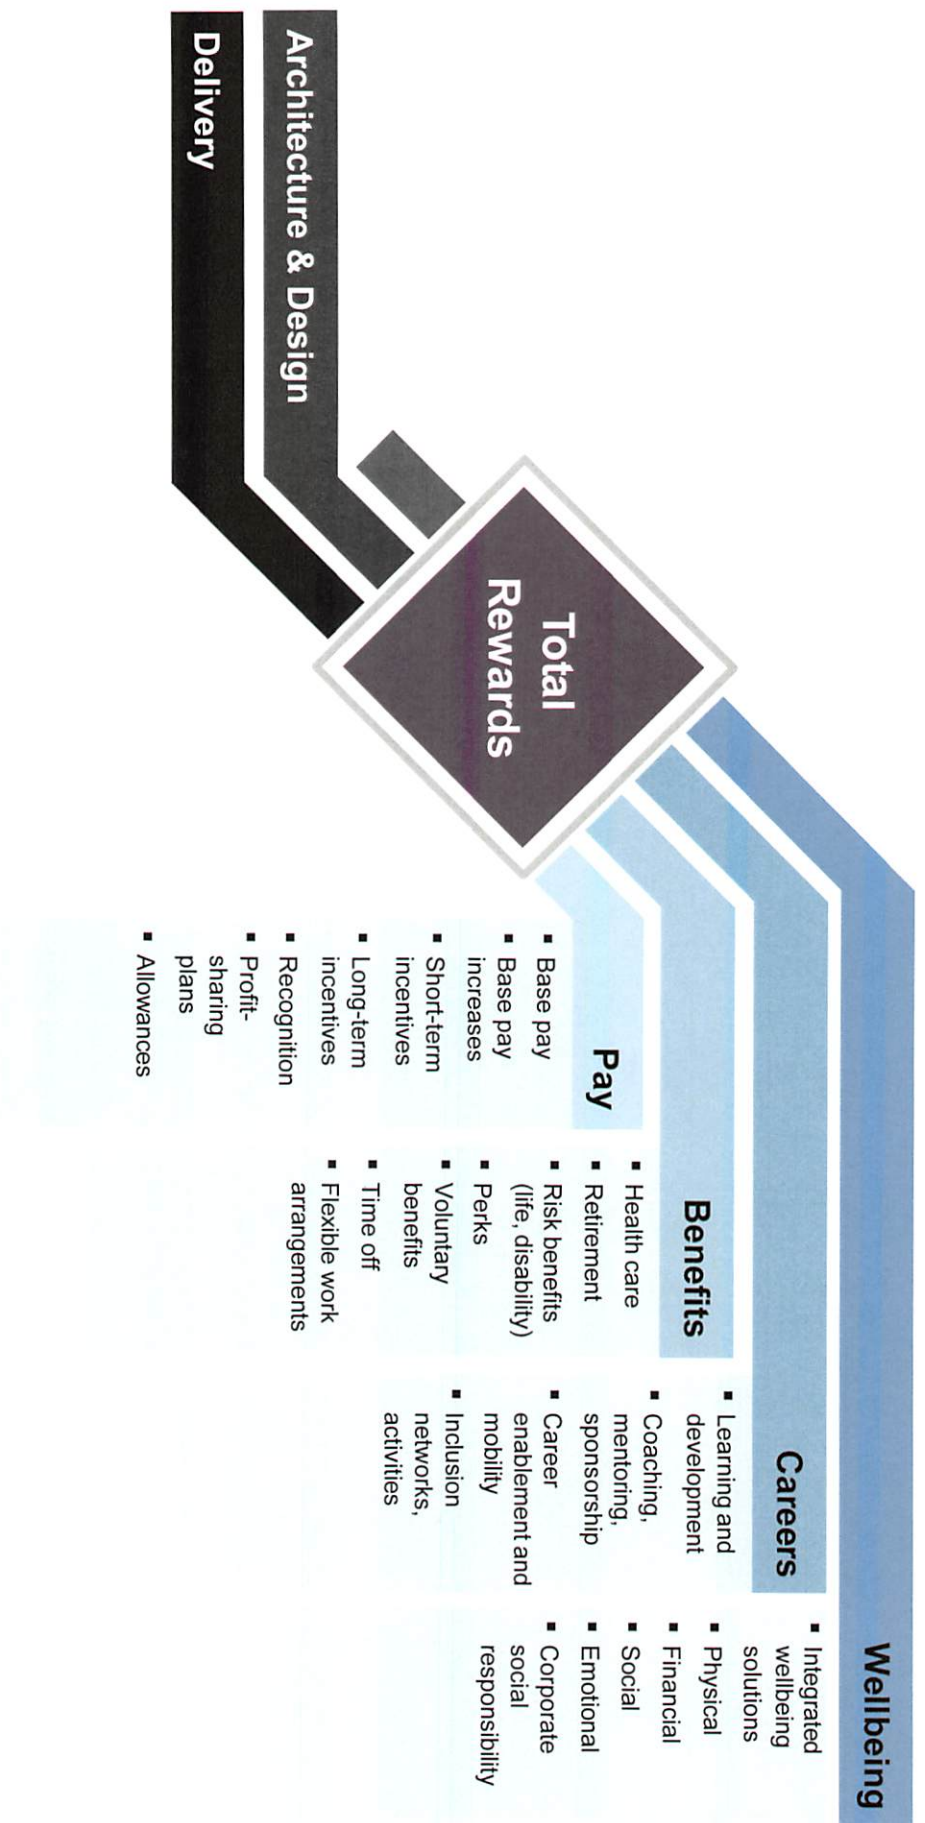 Architecture & Design
Delivery
Total
Rewards
Pay
▪ Base pay
▪ Base pay
increases
▪ Short-term
incentives
▪ Long-term
incentives
▪ Recognition
▪ Profit-
sharing
plans
▪ Allowances
Benefits
▪ Health care
▪ Retirement
▪ Risk benefits
(life, disability)
▪ Perks
▪ Voluntary
benefits
▪ Time off
▪ Flexible work
arrangements
Careers
▪ Learning and
development
▪ Coaching,
mentoring,
sponsorship
▪ Career
enablement and
mobility
▪ Inclusion
networks,
activities
Wellbeing
▪ Integrated
wellbeing
solutions
▪ Physical
▪ Financial
▪ Social
▪ Emotional
▪ Corporate
social
responsibility